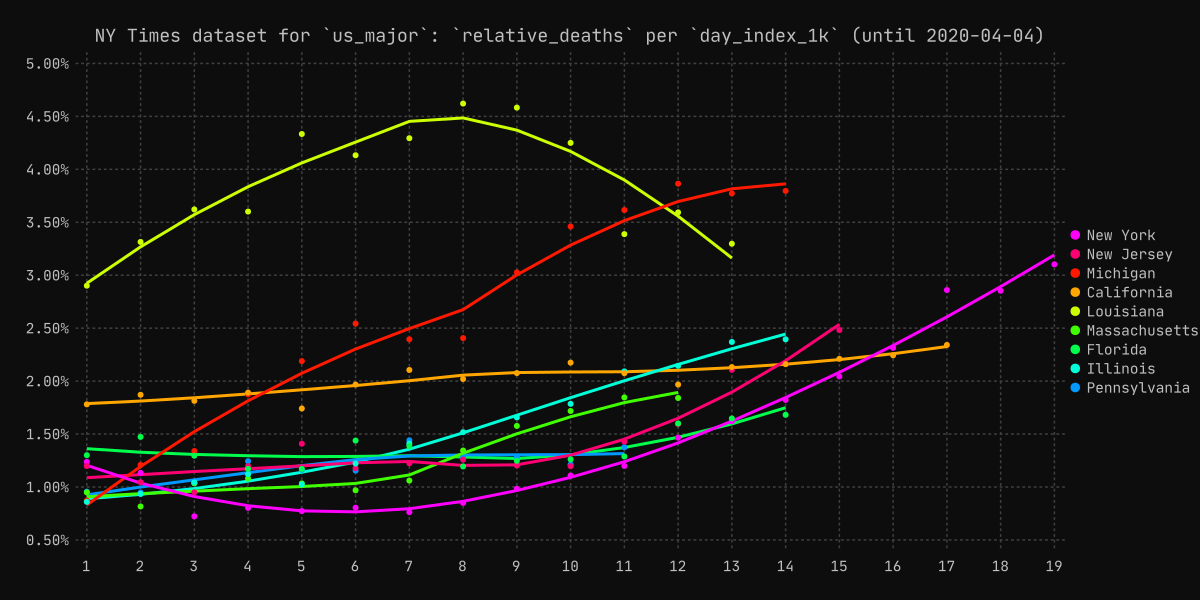 NY Times dataset for `us_major`: `relative_deaths` per `day_index_1k` (until 2020-04-04)
5.00%
4.50%
4.00%
3.50%
3.00%
2.50%
2.00%
1.50%
1.00%
0.50%
1 2 3 4 5 6 7 8 9 10 11 12 13 14 15 16 17 18 19
New York
New Jersey
Michigan
California
Louisiana
Massachusetts
Florida
Illinois
Pennsylvania